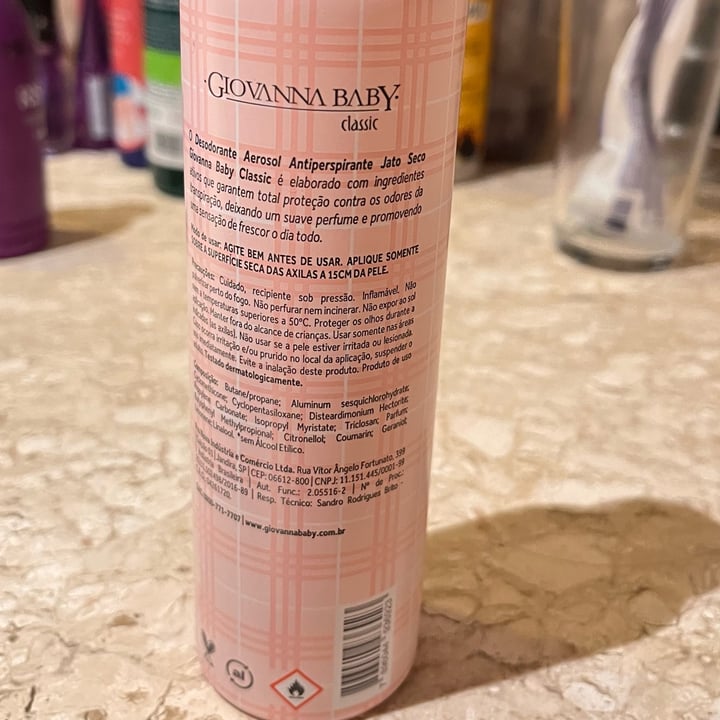 GIOVANNA BABY
classic
O Desodorante Aerosol Antiperspirante Jato Seco
Giovanna Baby Classic é elaborado com ingredientes
ativos que garantem total proteção contra os odores da
transpiração, deixando um suave perfume e promovendo
uma sensação de frescor o dia todo.
Modo de usar: AGITE BEM ANTES DE USAR. APLIQUE SOMENTE
SOBRE A SUPERFÍCIE SECA DAS AXILAS A 15CM DA PELE.
Cuidado, recipiente sob pressão. Inflamável. Não
perto do fogo. Não perfurar nem incinerar. Não expor ao sol
a temperaturas superiores a 50°C. Proteger os olhos durante a
Manter fora do alcance de crianças. Usar somente nas áreas
(as axilas). Não usar se a pele estiver irritada ou lesionada.
irritação e/ou prurido no local da aplicação, suspender o
imediatamente. Evite a inalação deste produto. Produto de uso
Testado dermatologicamente.
Composição: Butane/propane; Aluminum sesquichlorohydrate;
Cyclopentasiloxane; Disteardimonium Hectorite;
Carbonate; Isopropyl Myristate; Triclosan; Parfum;
Methylpropional; Citronellol; Coumarin; Geraniol;
Linalool. *sem Álcool Etílico.
Indústria e Comércio Ltda. Rua Vítor Ângelo Fortunato, 399
Jandira, SP | CEP: 06612-800 | CNPJ: 11.151.445/0001-99
Brasileira | Aut. Func.: 2.05516-2 | Nº de Proc.:
/2016-89 | Resp. Técnico: Sandro Rodrigues Brito -
771-7707 | www.giovannababy.com.br
al